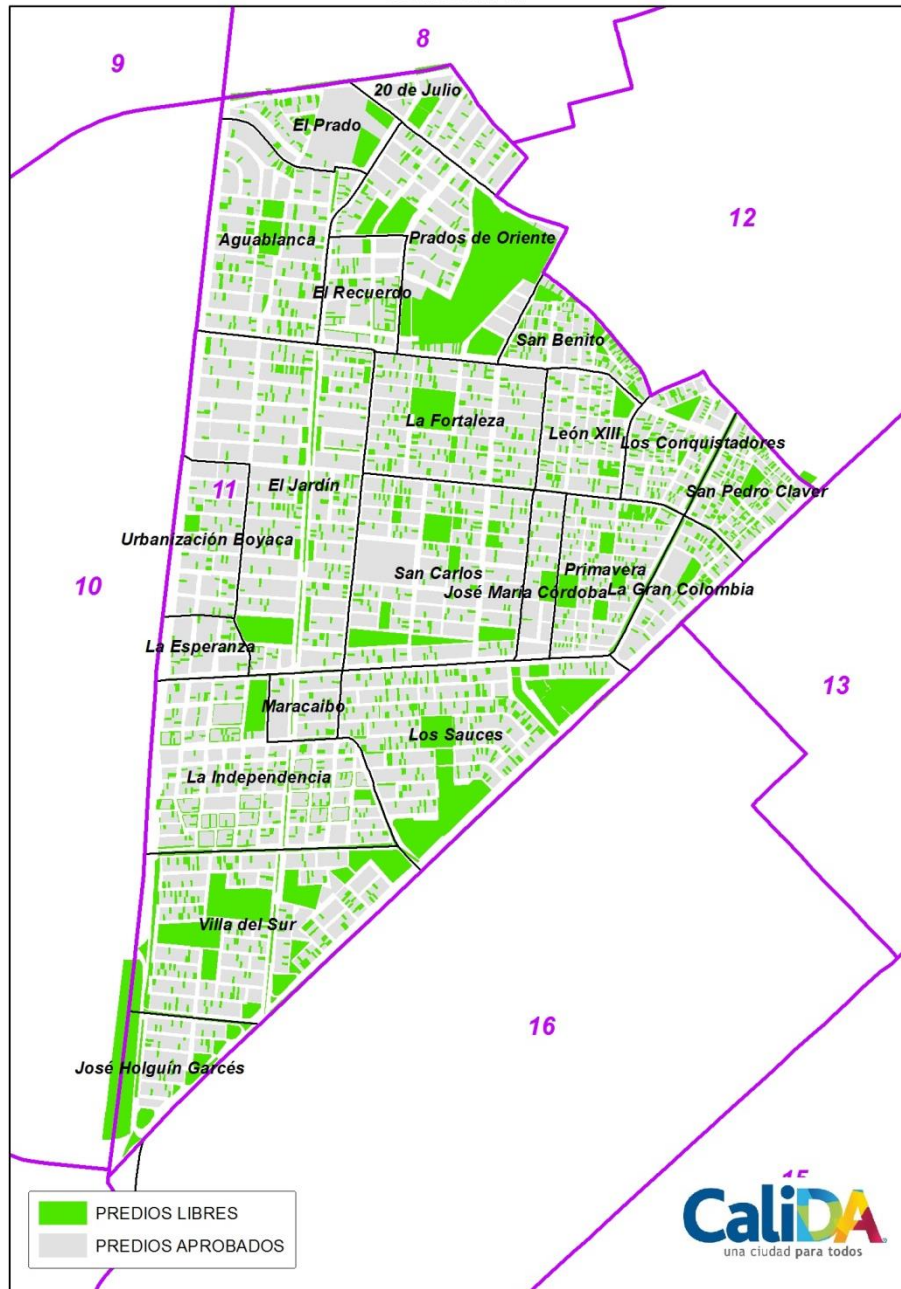 8
9
20 de Julio
El Prado
12
Aguablanca
Prados de Oriente
El Recuerdo
San Benito
La Fortaleza
León XIII
Los Conquistadores
11
El Jardín
San Pedro Claver
Urbanización Boyaca
10
San Carlos
Primavera
José María Córdoba
La Gran Colombia
La Esperanza
13
Maracaibo
Los Sauces
La Independencia
Villa del Sur
16
José Holguín Garcés
15
PREDIOS LIBRES
PREDIOS APROBADOS
CaliDA
una ciudad para todos